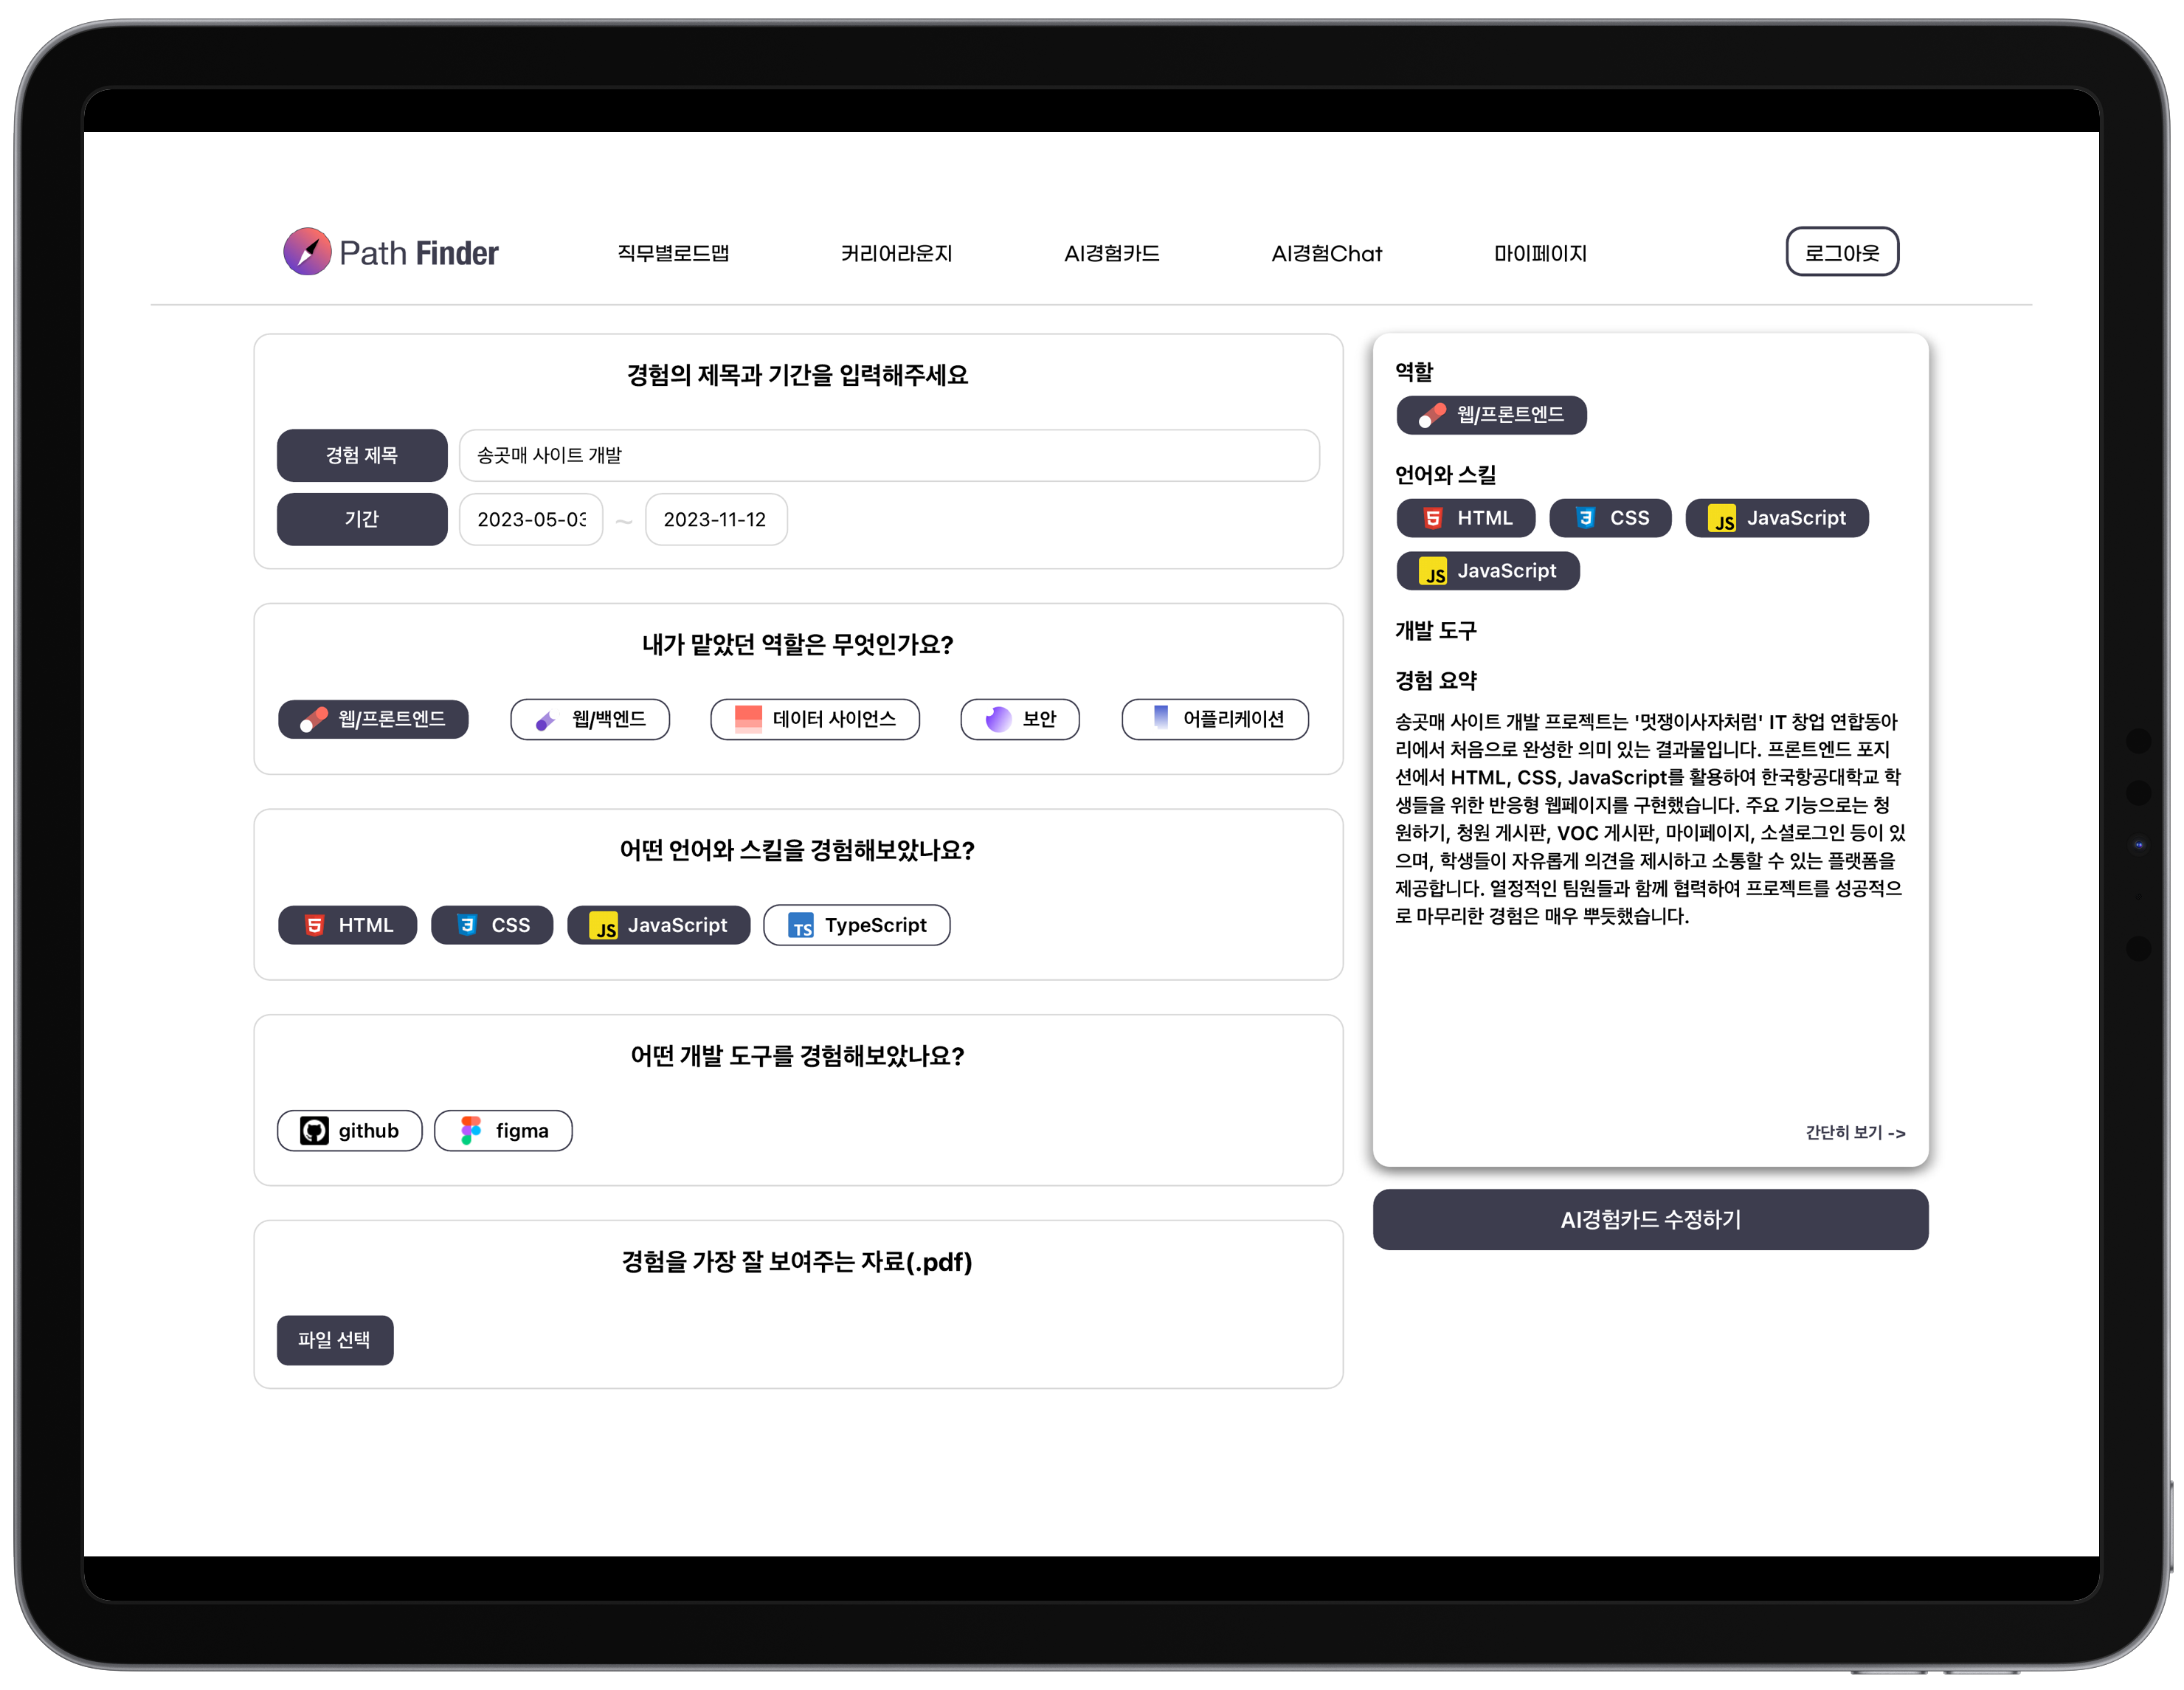 Path Finder
직무별로드맵
커리어라운지
AI경험카드
AI경험Chat
마이페이지
로그아웃
경험의 제목과 기간을 입력해주세요
경험 제목
송곳매 사이트 개발
기간
2023-05-03
~
2023-11-12
내가 맡았던 역할은 무엇인가요?
웹/프론트엔드
웹/백엔드
데이터 사이언스
보안
어플리케이션
어떤 언어와 스킬을 경험해보았나요?
HTML
CSS
JS JavaScript
TS TypeScript
어떤 개발 도구를 경험해보았나요?
github
figma
경험을 가장 잘 보여주는 자료(.pdf)
파일 선택
역할
웹/프론트엔드
언어와 스킬
HTML
CSS
JS JavaScript
JS JavaScript
개발 도구
경험 요약
송곳매 사이트 개발 프로젝트는 '멋쟁이사자처럼' IT 창업 연합동아
리에서 처음으로 완성한 의미 있는 결과물입니다. 프론트엔드 포지
션에서 HTML, CSS, JavaScript를 활용하여 한국항공대학교 학
생들을 위한 반응형 웹페이지를 구현했습니다. 주요 기능으로는 청
원하기, 청원 게시판, VOC 게시판, 마이페이지, 소셜로그인 등이 있
으며, 학생들이 자유롭게 의견을 제시하고 소통할 수 있는 플랫폼을
제공합니다. 열정적인 팀원들과 함께 협력하여 프로젝트를 성공적으
로 마무리한 경험은 매우 뿌듯했습니다.
간단히 보기 ->
AI경험카드 수정하기